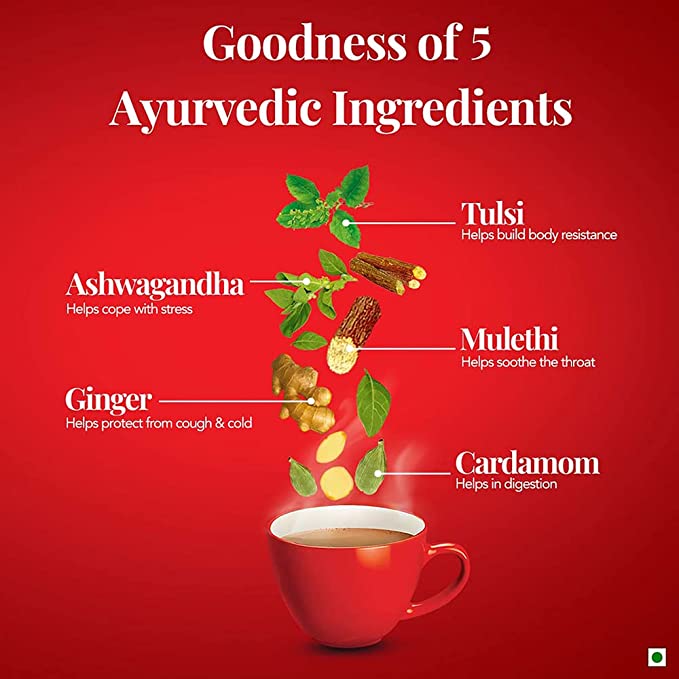 Goodness of 5
Ayurvedic Ingredients
Tulsi
Helps build body resistance
Ashwagandha
Helps cope with stress
Mulethi
Helps soothe the throat
Ginger
Helps protect from cough & cold
Cardamom
Helps in digestion